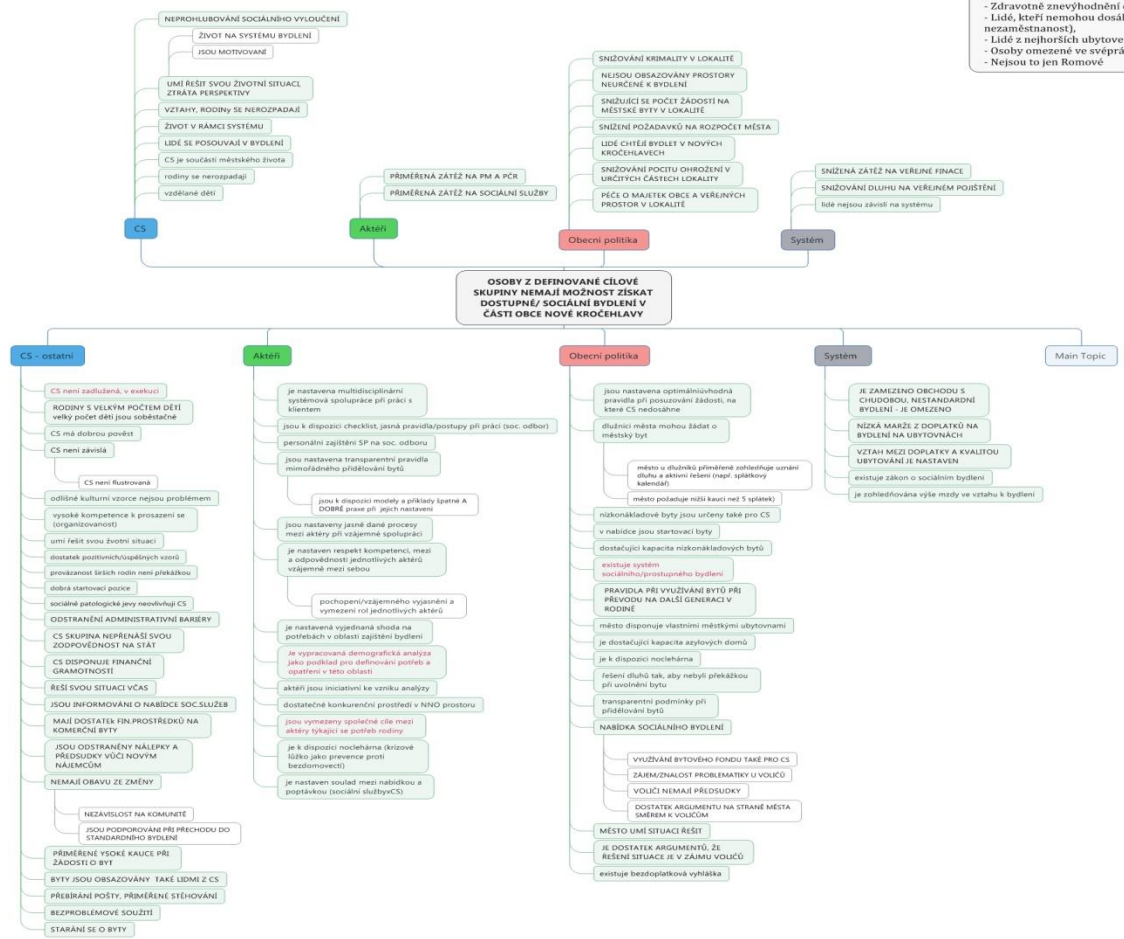 - Zdravotně znevýhodnění
- Lidé, kteří nemohou
nezaměstnanost),
- Lidé z nejhorších
- Osoby omezené ve
- Nejsou to jen Romové
NEPROHLUBOVÁNÍ SOCIÁLNÍHO VYLOUČENÍ
ŽIVOT NA SYSTÉMU BYDLENÍ
JSOU MOTIVOVANÍ
UMÍ ŘEŠIT SVOU ŽIVOTNÍ SITUACI,
ZTRÁTA PERSPEKTIVY
VZTAHY, RODINy SE NEROZPADAJÍ
ŽIVOT V RÁMCI SYSTÉMU
LIDÉ SE POSOUVAJÍ V BYDLENÍ
CS je součástí městského života
rodiny se nerozpadají
vzdělané děti
CS
PŘIMĚŘENÁ ZÁTĚŽ NA PM A PČR
PŘIMĚŘENÁ ZÁTĚŽ NA SOCIÁLNÍ SLUŽBY
Aktéři
SNIŽOVÁNÍ KRIMALITY V LOKALITĚ
NEJSOU OBSAZOVÁNY PROSTORY
NEURČENÉ K BYDLENÍ
SNIŽUJÍCÍ SE POČET ŽÁDOSTÍ NA
MĚSTSKÉ BYTY V LOKALITĚ
SNÍŽENÍ POŽADAVKŮ NA ROZPOČET MĚSTA
LIDÉ CHTĚJÍ BYDLET V NOVÝCH
KROČEHLAVECH
SNIŽOVÁNÍ POCITU OHROŽENÍ V
URČITÝCH ČÁSTECH LOKALITY
PÉČE O MAJETEK OBCE A VEŘEJNÝCH
PROSTOR V LOKALITĚ
Obecní politika
SNÍŽENÁ ZÁTĚŽ NA VEŘEJNÉ FINACE
SNIŽOVÁNÍ DLUHU NA VEŘEJNÉM POJIŠTĚNÍ
lidé nejsou závislí na systému
Systém
OSOBY Z DEFINOVANÉ CÍLOVÉ
SKUPINY NEMAJÍ MOŽNOST ZÍSKAT
DOSTUPNÉ/ SOCIÁLNÍ BYDLENÍ V
ČÁSTI OBCE NOVÉ KROČEHLAVY
CS - ostatní
CS není zadlužená, v exekuci
RODINY S VELKÝM POČTEM DĚTÍ
velký počet dětí jsou soběstačné
CS má dobrou pověst
CS není závislá
CS není flustrovaná
odlišné kulturní vzorce nejsou problémem
vysoké kompetence k prosazení se
(organizovanost)
umí řešit svou žvotní situaci
dostatek pozitivních/úspěšných vzorů
provázanost širších rodin není překážkou
dobrá startovací pozice
sociálně patologické jevy neovlivňují CS
ODSTRANĚNÍ ADMINISTRATIVNÍ BARIÉRY
CS SKUPINA NEPŘENÁŠÍ SVOU
ZODPOVĚDNOST NA STÁT
CS DISPONUJE FINANČNÍ
GRAMOTNOSTÍ
ŘEŠÍ SVOU SITUACI VČAS
JSOU INFORMOVÁNI O NABÍDCE SOC.SLUŽEB
MAJÍ DOSTATEk FIN.PROSTŘEDKŮ NA
KOMERČNÍ BYTY
JSOU ODSTRANĚNY NÁLEPKY A
PŘEDSUDKY VŮČI NOVÝM
NÁJEMCŮM
NEMAJÍ OBAVU ZE ZMĚNY
NEZÁVISLOST NA KOMUNITĚ
JSOU PODPOROVÁNI PŘI PŘECHODU DO
STANDARDNÍHO BYDLENÍ
PŘIMĚŘENÉ YSOKÉ KAUCE PŘI
ŽÁDOSTI O BYT
BYTY JSOU OBSAZOVÁNY TAKÉ LIDMI Z CS
PŘEBÍRÁNÍ POŠTY, PŘIMĚŘENÉ STĚHOVÁNÍ
BEZPROBLÉMOVÉ SOUŽITÍ
STARÁNÍ SE O BYTY
Aktéři
je nastavena multidisciplinární
systémová spolupráce při práci s
klientem
jsou k dispozici checklist, jasná pravidla/postupy při práci (soc. odbor)
personální zajištění SP na soc. odboru
jsou nastavena transparentní pravidla
mimořádného přidělování bytů
jsou k dispozici modely a příklady špatné A
DOBRÉ praxe při jejich nastavení
jsou nastaveny jasně dané procesy
mezi aktéry při vzájemné spolupráci
je nastaven respekt kompetencí, mezí
a odpovědnosti jednotlivých aktérů
vzájemně mezi sebou
pochopení/vzájemného vyjasnění a
vymezení rol jednotlivých aktérů
je nastavená vyjednaná shoda na
potřebách v oblasti zajištění bydlení
Je vypracovaná demografická analýza
jako podklad pro definování potřeb a
opatření v této oblasti
aktéři jsou iniciativní ke vzniku analýzy
dostatečné konkurenční prostředí v NNO prostoru
jsou vymezeny společné cíle mezi
aktéry týkající se potřeb rodiny
je k dispozici noclehárna (krizové
lůžko jako prevence proti
bezdomovectí)
je nastaven soulad mezi nabídkou a
poptávkou (sociální službyxCS)
Obecní politika
jsou nastavena optimálníúvhodná
pravidla při posuzování žádostí, na
které CS nedosáhne
dlužníci města mohou žádat o
městský byt
město u dlužníků přiměřeně zohledňuje uznání
dluhu a aktivní řešení (např. splátkový
kalendář)
město požaduje nižší kauci než 5 splátek)
nízkonákladové byty jsou určeny také pro CS
v nabídce jsou startovací byty
dostačující kapacita nízkonákladových bytů
existuje systém
sociálního/prostupného bydlení
PRAVIDLA PŘI VYUŽÍVÁNÍ BYTŮ PŘI
PŘEVODU NA DALŠÍ GENERACI V
RODINĚ
město disponuje vlastními městkými ubytovnami
je dostačující kapacita azylových domů
je k dispozici noclehárna
řešení dluhů tak, aby nebyli překážkou
při uvolnění bytu
transparentní podmínky při
přidělování bytů
NABÍDKA SOCIÁLNÍHO BYDLENÍ
VYUŽÍVÁNÍ BYTOVÉHO FONDU TAKÉ PRO CS
ZÁJEM/ZNALOST PROBLEMATIKY U VOLIČŮ
VOLIČI NEMAJÍ PŘEDSUDKY
DOSTATEK ARGUMENTU NA STRANĚ MĚSTA
SMĚREM K VOLIČŮM
MĚSTO UMÍ SITUACI ŘEŠIT
JE DOSTATEK ARGUMENTŮ, ŽE
ŘEŠENÍ SITUACE JE V ZÁJMU VOLIČŮ
existuje bezdoplatková vyhláška
Systém
JE ZAMEZENO OBCHODU S
CHUDOBOU, NESTANDARDNÍ
BYDLENÍ - JE OMEZENO
NÍZKÁ MARŽE Z DOPLATKŮ NA
BYDLENÍ NA UBYTOVNÁCH
VZTAH MEZI DOPLATKY A KVALITOU
UBYTOVÁNÍ JE NASTAVEN
existuje zákon o sociálním bydlení
je zohledňována výše mzdy ve vztahu k bydlení
Main Topic